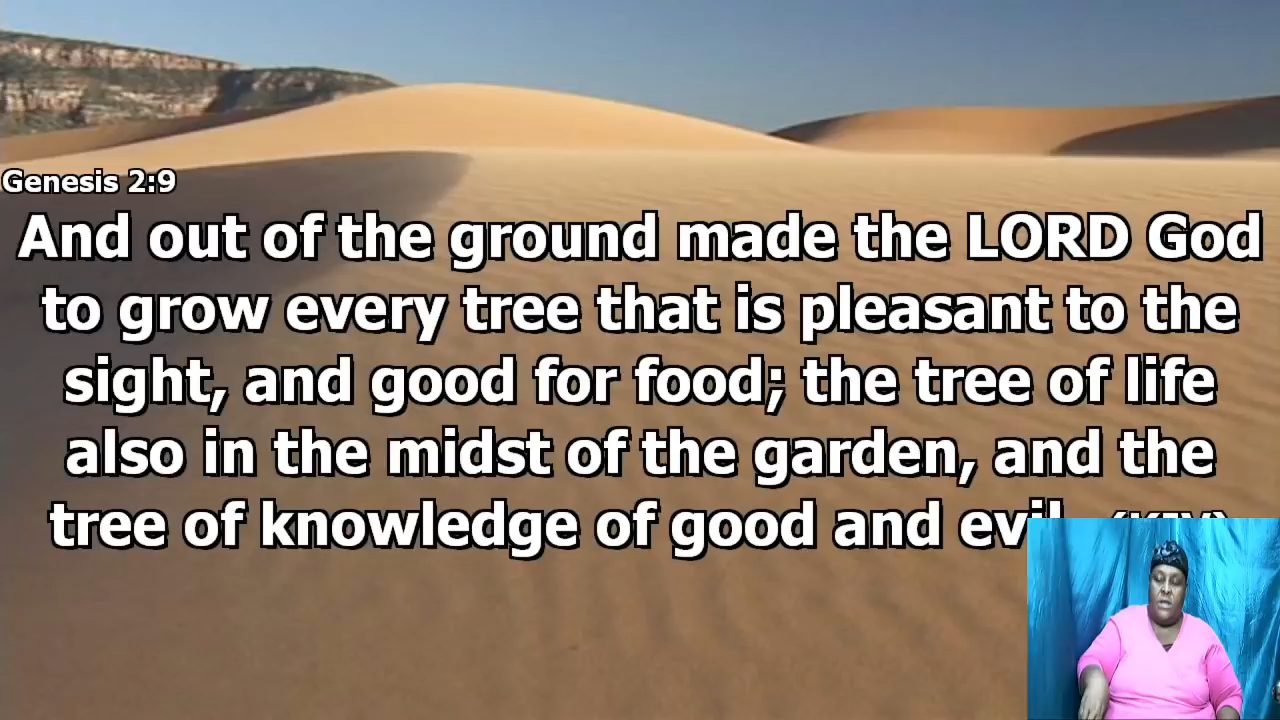 Genesis 2:9
And out of the ground made the LORD God
to grow every tree that is pleasant to the
sight, and good for food; the tree of life
also in the midst of the garden, and the
tree of knowledge of good and evil. (KJV)